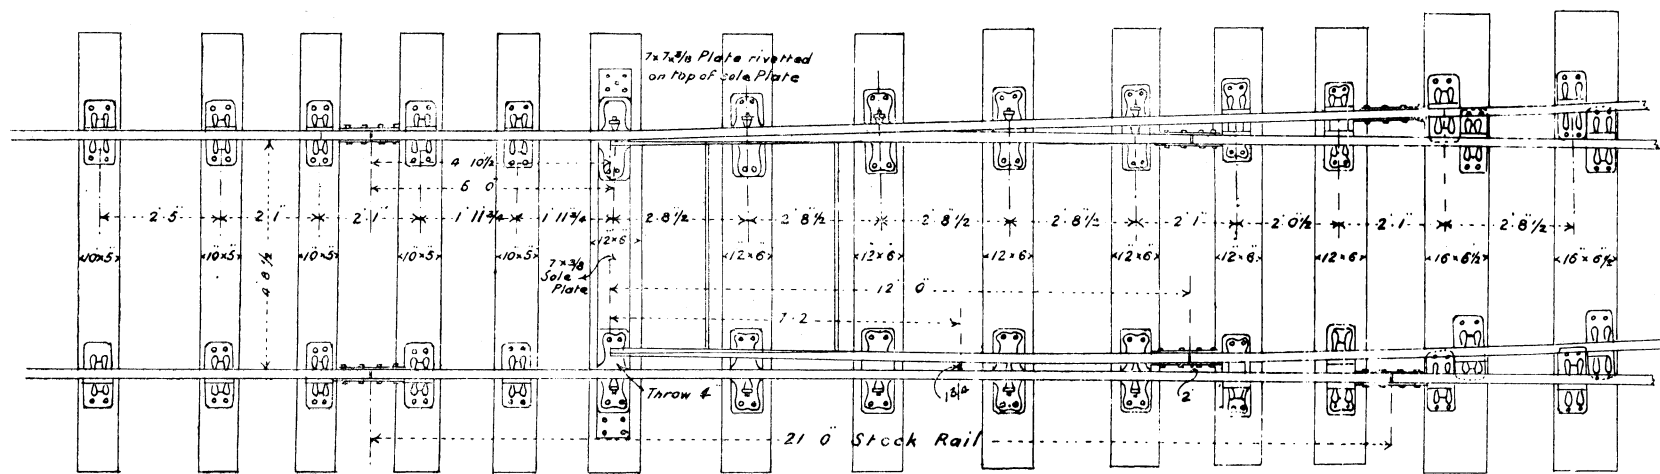 7 x 7 x 3/16 Plate rivetted
on top of sole Plate
4 10½
5 0
2 5 2 1 2 1 1 11¾ 1 11¾ 2 8½ 2 8½ 2 8½ 2 8½ 2 1 2 0½ 2 1 2 8½
12 x 6
10 x 5 10 x 5 10 x 5 10 x 5 10 x 5 12 x 6 12 x 6 12 x 6 12 x 6 12 x 6 12 x 6 16 x 6½ 16 x 6½
4 8½
7 x 3/8
Sole
Plate
12 0
7 2
Throw 4
1¾
2
21 0 Stock Rail